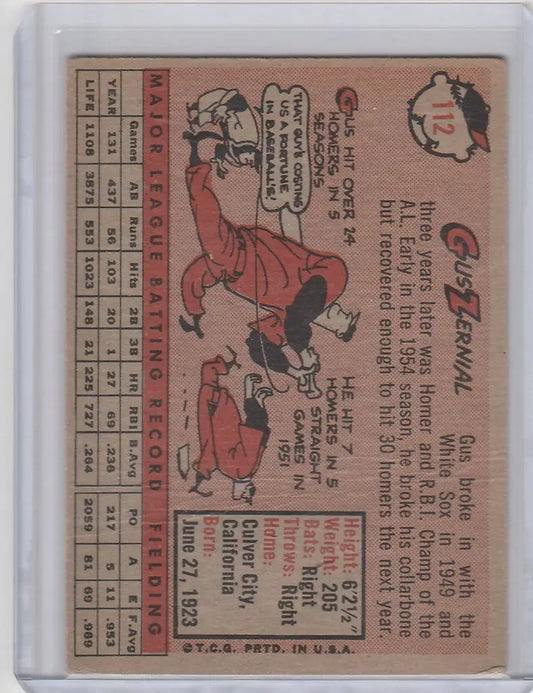 112
GUS ZERNIAL
Gus broke in with the
White Sox in 1949 and
three years later was Homer and R.B.I. Champ of the
A.L. Early in the 1954 season, he broke his collarbone
but recovered enough to hit 30 homers the next year.
GUS HIT OVER 24
HOMERS IN 5
SEASONS
THAT GUY'S COSTING
US A FORTUNE
IN BASEBALLS!
HE HIT 7
HOMERS IN 5
STRAIGHT
GAMES IN
1951
Height: 6'2½"
Weight: 205
Bats: Right
Throws: Right
Home:
Culver City,
California
Born:
June 27, 1923
MAJOR LEAGUE BATTING RECORD FIELDING
Games AB Runs Hits 2B 3B HR RBI B.Avg PO A E F.Avg
YEAR 131 437 56 103 20 1 27 69 .236 217 5 11 .953
LIFE 1108 3875 553 1023 148 21 225 727 .264 2059 81 69 .969
© T.C.G. PRTD. IN U.S.A.